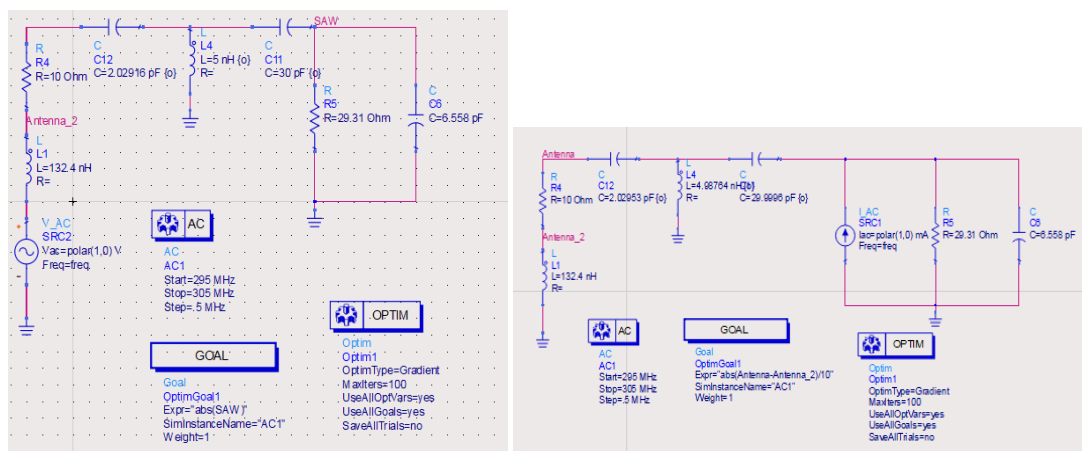 SAW
C
C12
C=2.02916 pF {o}
L
L4
L=5 nH {o}
R=
C
C11
C=30 pF {o}
R
R4
R=10 Ohm
R
R5
R=29.31 Ohm
C
C6
C=6.558 pF
Antenna_2
L
L1
L=132.4 nH
R=
V_AC
SRC2
Vac=polar(1,0) V
Freq=freq
AC
AC
AC1
Start=295 MHz
Stop=305 MHz
Step=.5 MHz
OPTIM
Optim
Optim1
OptimType=Gradient
MaxIters=100
UseAllOptVars=yes
UseAllGoals=yes
SaveAllTrials=no
GOAL
Goal
OptimGoal1
Expr="abs(SAW)"
SimInstanceName="AC1"
Weight=1
Antenna
R
R4
R=10 Ohm
C
C12
C=2.02953 pF {o}
L
L4
L=4.98764 nH
R=
C
C=29.9996 pF {o}
I_AC
SRC1
Iac=polar(1,0) mA
Freq=freq
R
R5
R=29.31 Ohm
C
C6
C=6.558 pF
Antenna_2
L
L1
L=132.4 nH
R=
AC
AC
AC1
Start=295 MHz
Stop=305 MHz
Step=.5 MHz
GOAL
Goal
OptimGoal1
Expr="abs(Antenna-Antenna_2)/10"
SimInstanceName="AC1"
Weight=1
OPTIM
Optim
Optim1
OptimType=Gradient
MaxIters=100
UseAllOptVars=yes
UseAllGoals=yes
SaveAllTrials=no